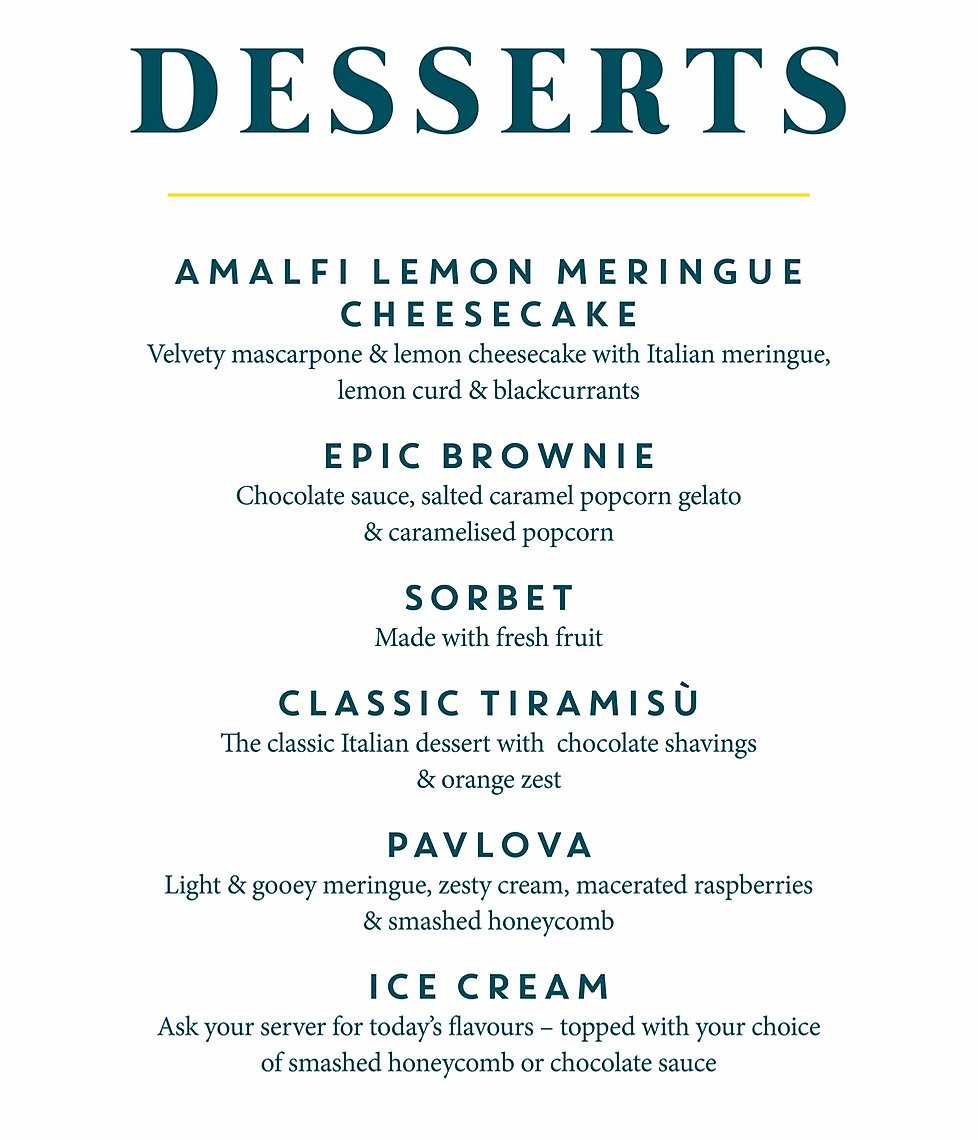 DESSERTS
AMALFI LEMON MERINGUE
CHEESECAKE
Velvety mascarpone & lemon cheesecake with Italian meringue,
lemon curd & blackcurrants
EPIC BROWNIE
Chocolate sauce, salted caramel popcorn gelato
& caramelised popcorn
SORBET
Made with fresh fruit
CLASSIC TIRAMISÙ
The classic Italian dessert with  chocolate shavings
& orange zest
PAVLOVA
Light & gooey meringue, zesty cream, macerated raspberries
& smashed honeycomb
ICE CREAM
Ask your server for today’s flavours – topped with your choice
of smashed honeycomb or chocolate sauce